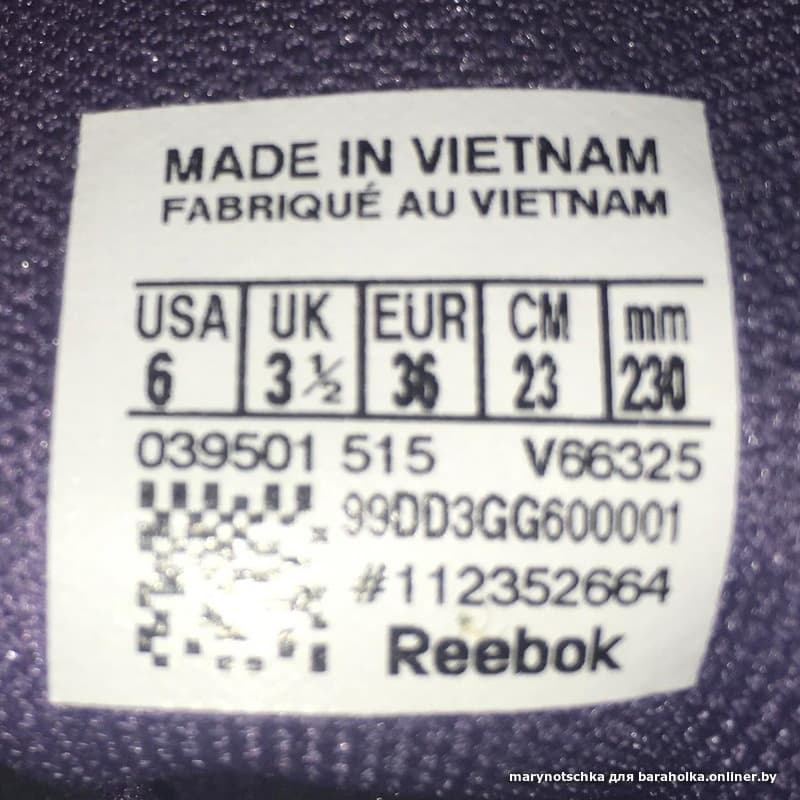 MADE IN VIETNAM
FABRIQUÉ AU VIETNAM
USA UK EUR CM mm
6 3 ½ 36 23 230
039501 515 V66325
99DD3GG600001
#112352664
Reebok
marynotschka для baraholka.onliner.by